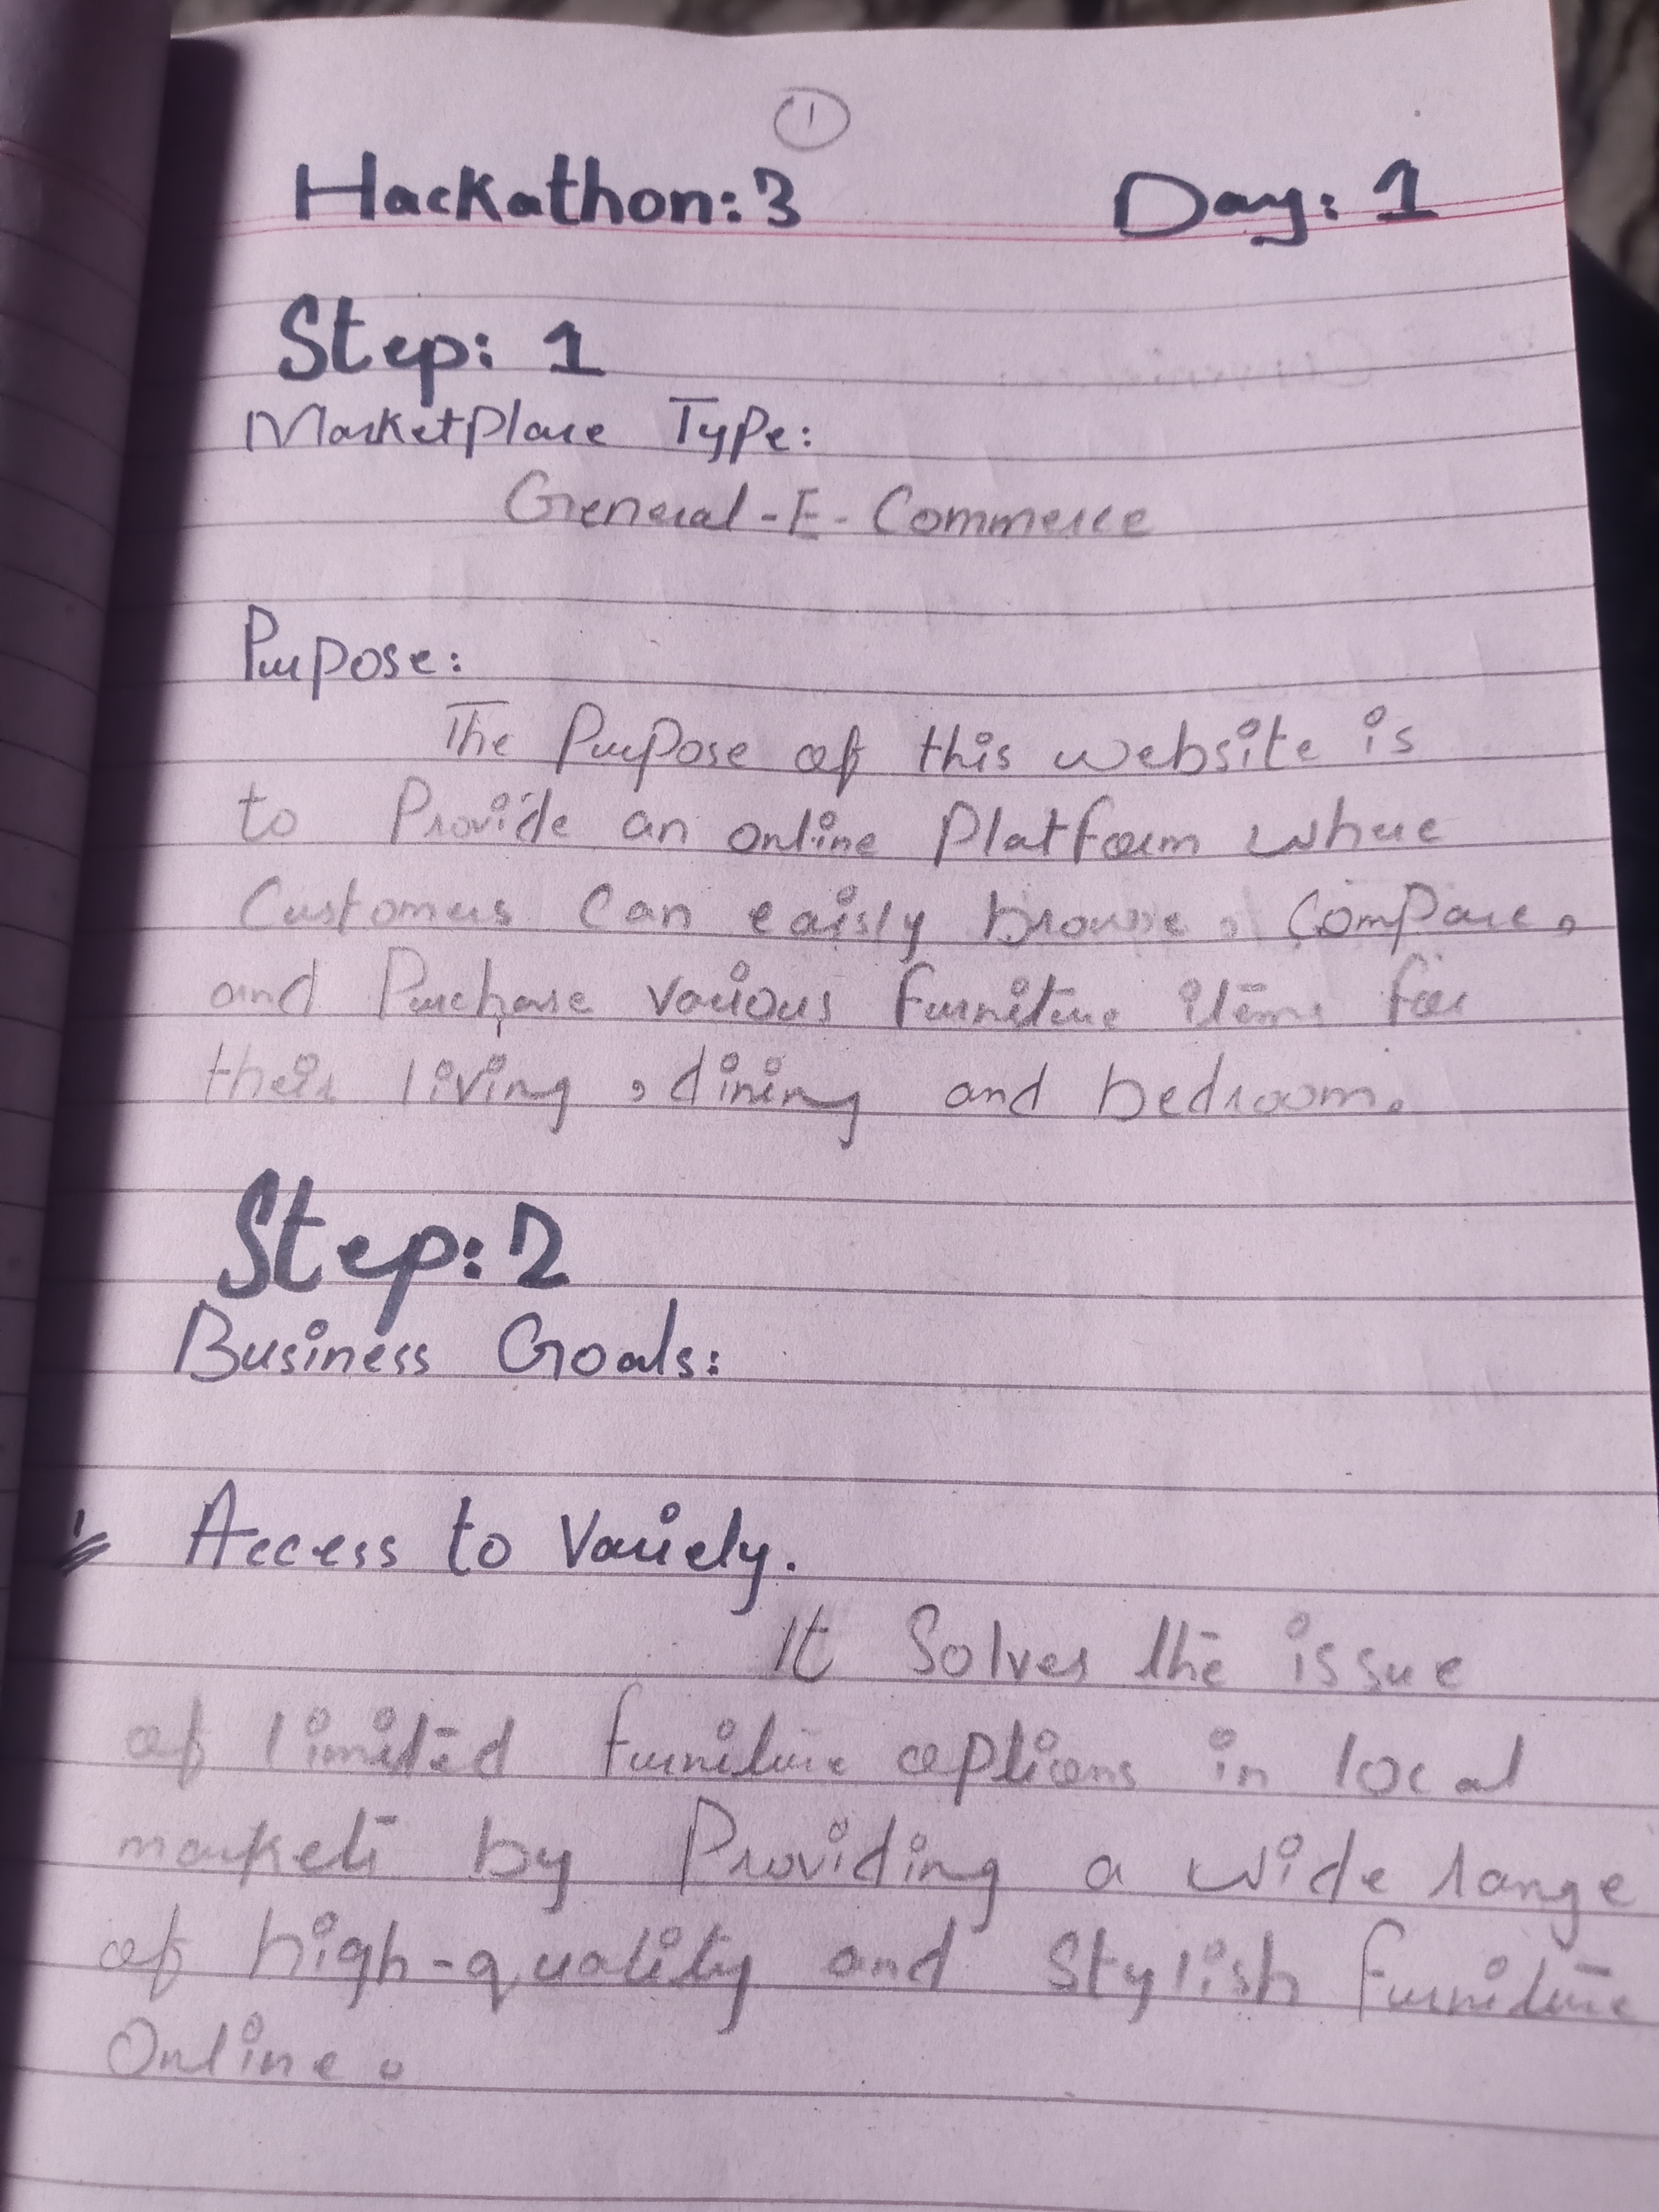 1
Hackathon:3 Day: 1
Step: 1
MarketPlace Type:
General-E-Commerce
Purpose:
The Purpose of this website is
to Provide an online Platform where
Customers Can eaisly browse, Compare,
and Purchase various furniture items for
their living, dining and bedroom.
Step:2
Business Goals:
1 Access to Variety.
It Solves the issue
of limited furniture options in local
markets by Providing a wide range
of high-quality and Stylish furniture
Online.